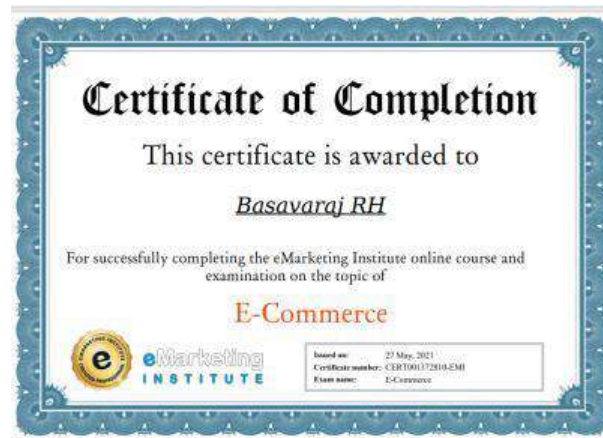 Certificate of Completion
This certificate is awarded to
Basavaraj RH
For successfully completing the eMarketing Institute online course and
examination on the topic of
E-Commerce
e
eMarketing
INSTITUTE
Issued on: 27 May, 2021
Certificate number: CERT001372810-EMI
Exam name: E-Commerce